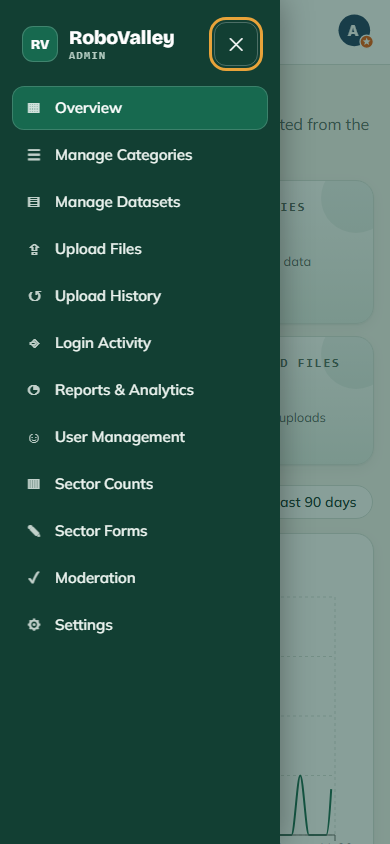 RV
RoboValley
ADMIN
A
ted from the
Overview
Manage Categories
Manage Datasets
IES
Upload Files
data
Upload History
Login Activity
D FILES
Reports & Analytics
uploads
User Management
Sector Counts
ast 90 days
Sector Forms
Moderation
Settings